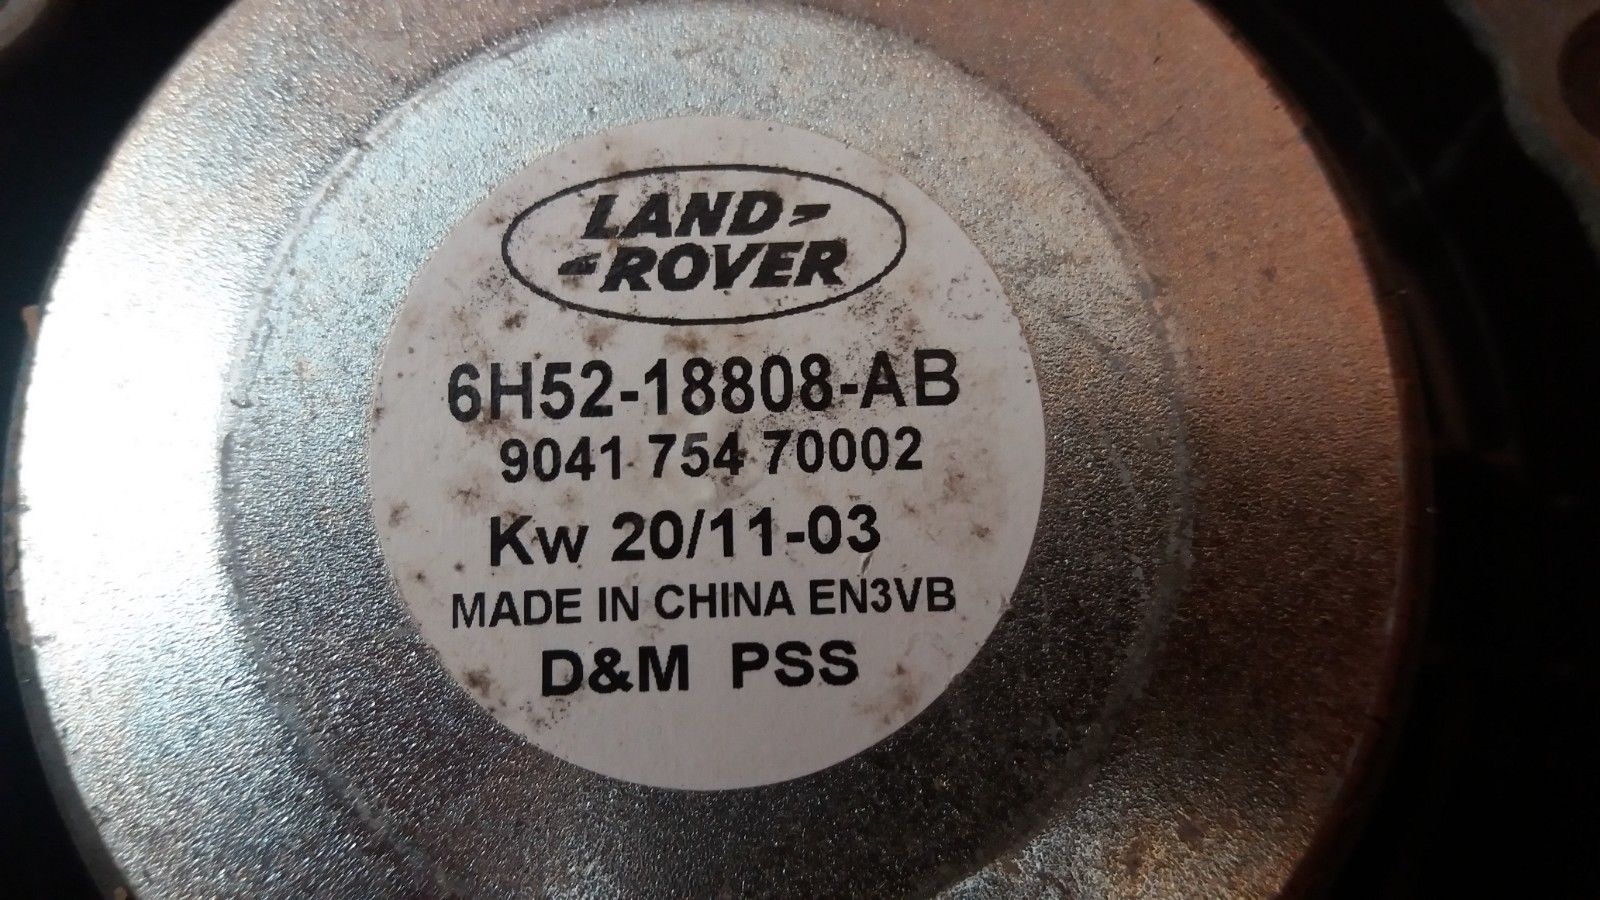 LAND
ROVER
6H52-18808-AB
9041 754 70002
Kw 20/11-03
MADE IN CHINA EN3VB
D&M PSS